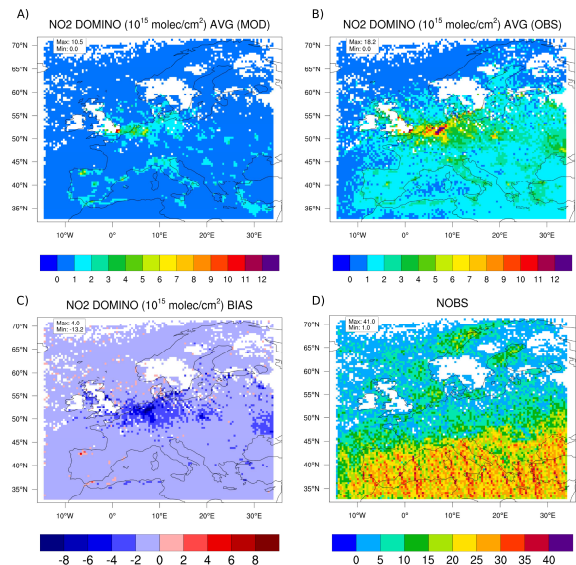 A)
NO2 DOMINO (10¹⁵ molec/cm²) AVG (MOD)
Max: 10.5
Min: 0.0
70°N
65°N
60°N
55°N
50°N
45°N
40°N
36°N
10°W 0° 10°E 20°E 30°E
0 1 2 3 4 5 6 7 8 9 10 11 12
B)
NO2 DOMINO (10¹⁵ molec/cm²) AVG (OBS)
Max: 18.2
Min: 0.0
70°N
65°N
60°N
55°N
50°N
45°N
40°N
36°N
10°W 0° 10°E 20°E 30°E
0 1 2 3 4 5 6 7 8 9 10 11 12
C)
NO2 DOMINO (10¹⁵ molec/cm²) BIAS
Max: 4.0
Min: -13.2
70°N
65°N
60°N
55°N
50°N
45°N
40°N
35°N
10°W 0° 10°E 20°E 30°E
-8 -6 -4 -2 0 2 4 6 8
D)
NOBS
Max: 41.0
Min: 1.0
70°N
65°N
60°N
55°N
50°N
45°N
40°N
35°N
10°W 0° 10°E 20°E 30°E
0 5 10 15 20 25 30 35 40